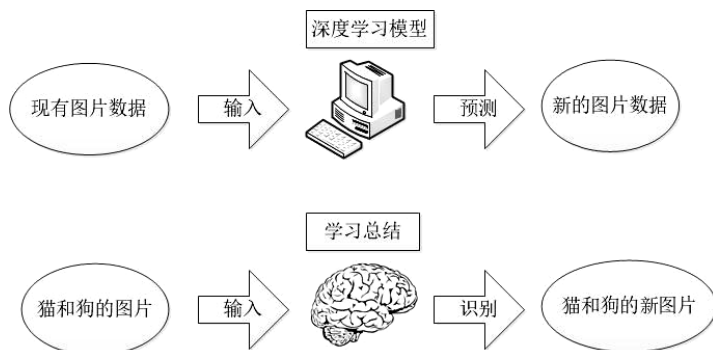 深度学习模型
现有图片数据
输入
预测
新的图片数据
学习总结
猫和狗的图片
输入
识别
猫和狗的新图片